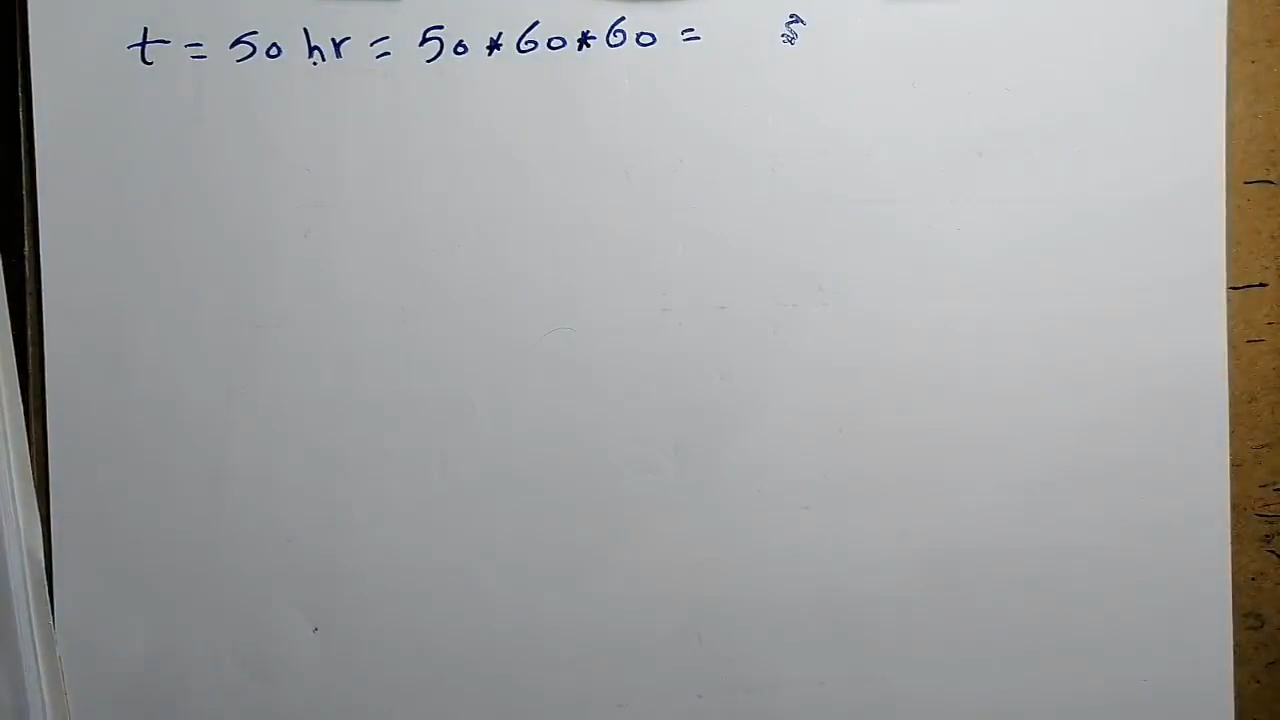 t = 50 hr = 50*60*60 =